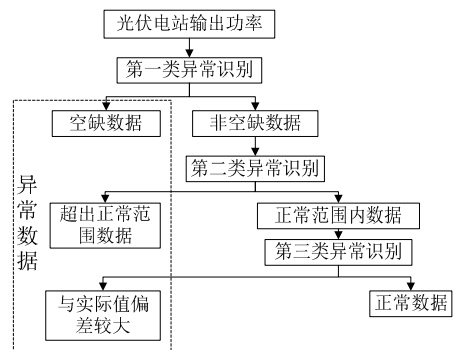 光伏电站输出功率
第一类异常识别
空缺数据
非空缺数据
第二类异常识别
异常数据
超出正常范
围数据
正常范围内数据
第三类异常识别
与实际值偏
差较大
正常数据